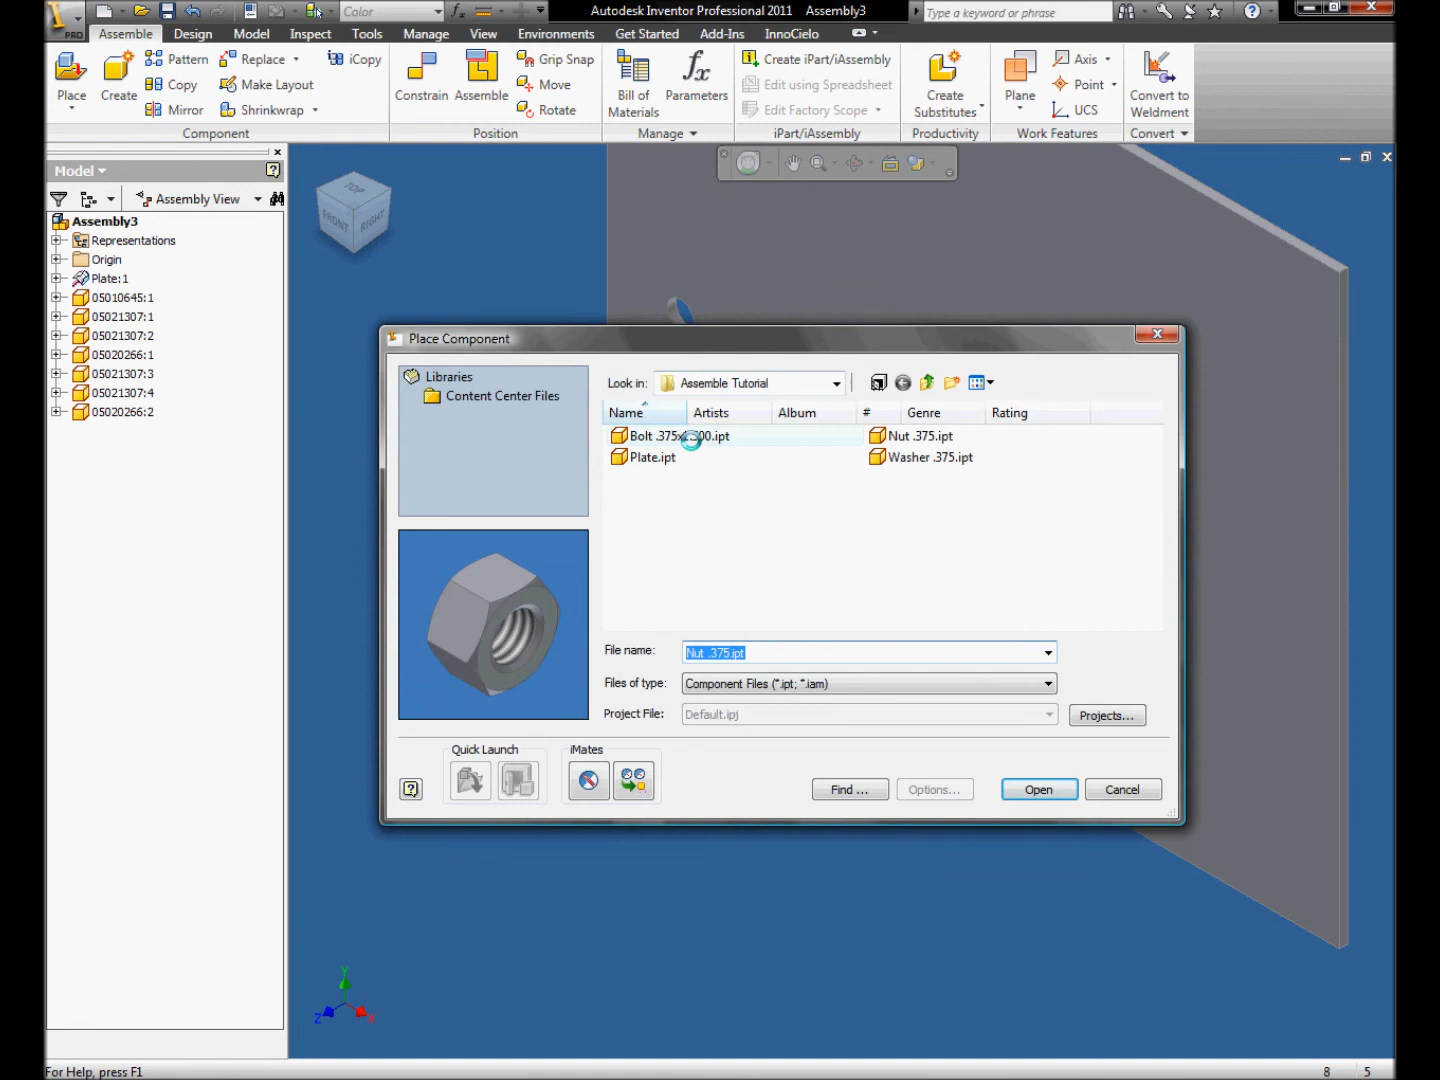 Color
Autodesk Inventor Professional 2011 Assembly3
Type a keyword or phrase
PRO
Assemble Design Model Inspect Tools Manage View Environments Get Started Add-Ins InnoCielo
Place
Create
Pattern
Copy
Mirror
Replace
Make Layout
Shrinkwrap
iCopy
Component
Constrain
Assemble
Grip Snap
Move
Rotate
Position
Bill of
Materials
Parameters
Manage
Create iPart/iAssembly
Edit using Spreadsheet
Edit Factory Scope
iPart/iAssembly
Create
Substitutes
Productivity
Plane
Axis
Point
UCS
Work Features
Convert to
Weldment
Convert
Model
Assembly View
Assembly3
Representations
Origin
Plate:1
05010645:1
05021307:1
05021307:2
05020266:1
05021307:3
05021307:4
05020266:2
TOP
FRONT
RIGHT
Place Component
Libraries
Content Center Files
Look in: Assemble Tutorial
Name Artists Album # Genre Rating
Nut .375.ipt
Plate.ipt
Washer .375.ipt
File name: Nut .375.ipt
Files of type: Component Files (*.ipt; *.iam)
Project File: Default.ipj
Projects...
Quick Launch
iMates
Find ...
Options...
Open
Cancel
Y
Z
X
For Help, press F1
8 5